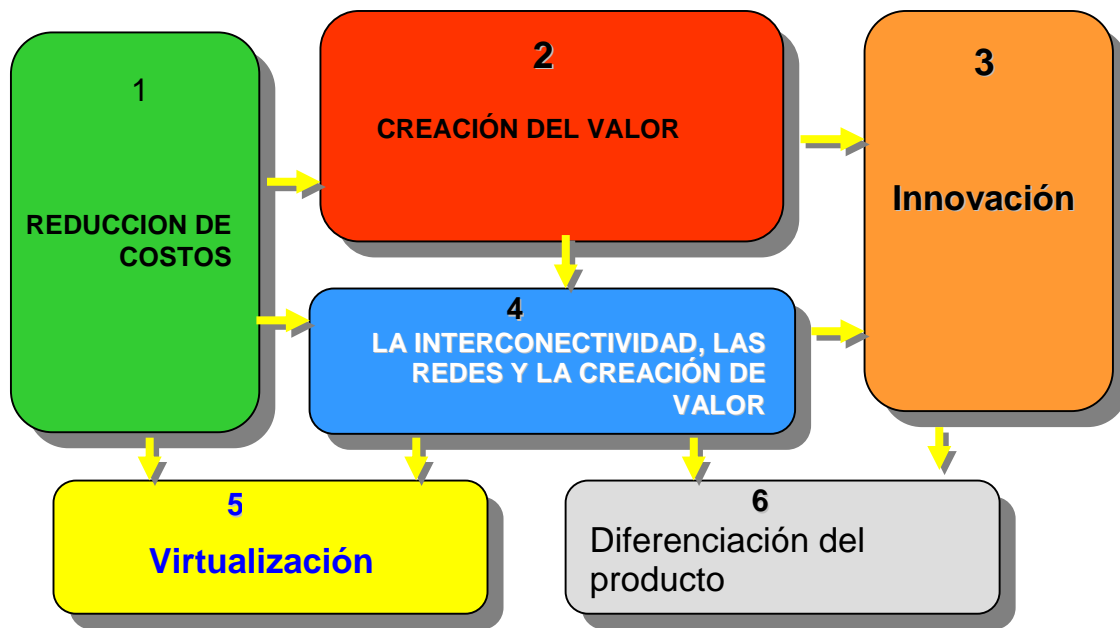 1
REDUCCION DE
COSTOS
2
CREACIÓN DEL VALOR
3
Innovación
4
LA INTERCONECTIVIDAD, LAS
REDES Y LA CREACIÓN DE
VALOR
5
Virtualización
6
Diferenciación del
producto